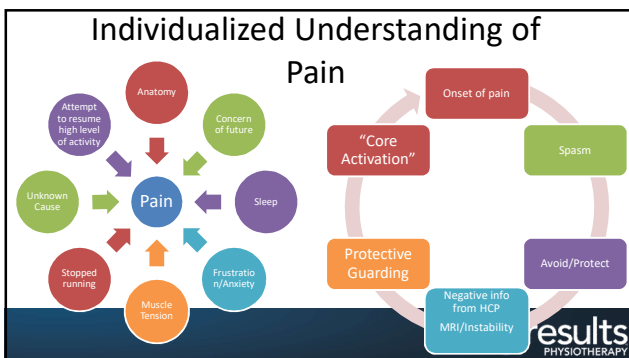 Individualized Understanding of
Pain
Anatomy
Concern
of future
Sleep
Frustratio
n/Anxiety
Muscle
Tension
Stopped
running
Unknown
Cause
Attempt
to resume
high level
of activity
Pain
Onset of pain
Spasm
Avoid/Protect
Negative info
from HCP
MRI/Instability
Protective
Guarding
"Core
Activation"
results
PHYSIOTHERAPY